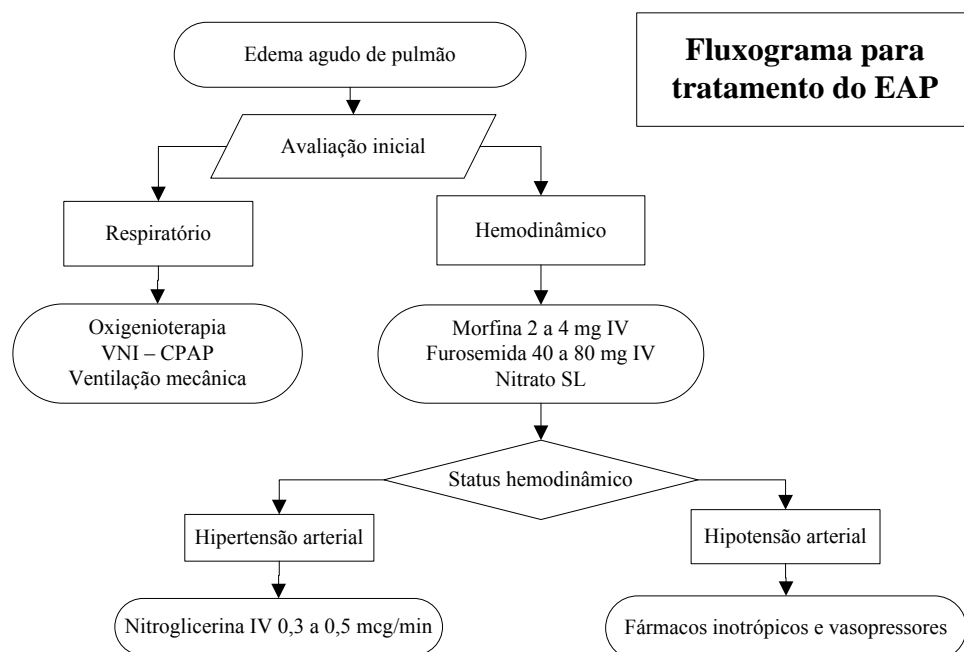 Fluxograma para
tratamento do EAP
Edema agudo de pulmão
Avaliação inicial
Respiratório
Hemodinâmico
Oxigenioterapia
VNI – CPAP
Ventilação mecânica
Morfina 2 a 4 mg IV
Furosemida 40 a 80 mg IV
Nitrato SL
Status hemodinâmico
Hipertensão arterial
Hipotensão arterial
Nitroglicerina IV 0,3 a 0,5 mcg/min
Fármacos inotrópicos e vasopressores